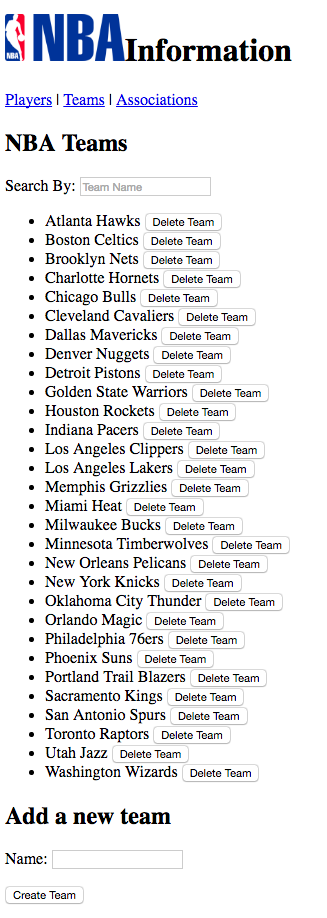 NBA NBA Information
Players | Teams | Associations
NBA Teams
Search By: Team Name
Atlanta Hawks Delete Team
Boston Celtics Delete Team
Brooklyn Nets Delete Team
Charlotte Hornets Delete Team
Chicago Bulls Delete Team
Cleveland Cavaliers Delete Team
Dallas Mavericks Delete Team
Denver Nuggets Delete Team
Detroit Pistons Delete Team
Golden State Warriors Delete Team
Houston Rockets Delete Team
Indiana Pacers Delete Team
Los Angeles Clippers Delete Team
Los Angeles Lakers Delete Team
Memphis Grizzlies Delete Team
Miami Heat Delete Team
Milwaukee Bucks Delete Team
Minnesota Timberwolves Delete Team
New Orleans Pelicans Delete Team
New York Knicks Delete Team
Oklahoma City Thunder Delete Team
Orlando Magic Delete Team
Philadelphia 76ers Delete Team
Phoenix Suns Delete Team
Portland Trail Blazers Delete Team
Sacramento Kings Delete Team
San Antonio Spurs Delete Team
Toronto Raptors Delete Team
Utah Jazz Delete Team
Washington Wizards Delete Team
Add a new team
Name:
Create Team